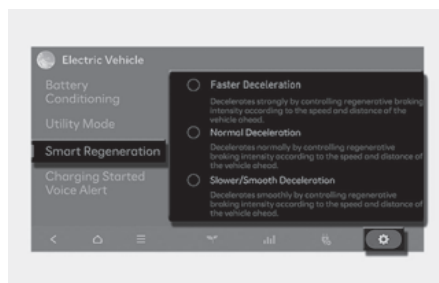 Electric Vehicle
Battery
Conditioning
Utility Mode
Smart Regeneration
Charging Started
Voice Alert
Faster Deceleration
Decelerates strongly by controlling regenerative braking
intensity according to the speed and distance of the
vehicle ahead.
Normal Deceleration
Decelerates normally by controlling regenerative
braking intensity according to the speed and distance of
the vehicle ahead.
Slower/Smooth Deceleration
Decelerates smoothly by controlling regenerative
braking intensity according to the speed and distance of
the vehicle ahead.